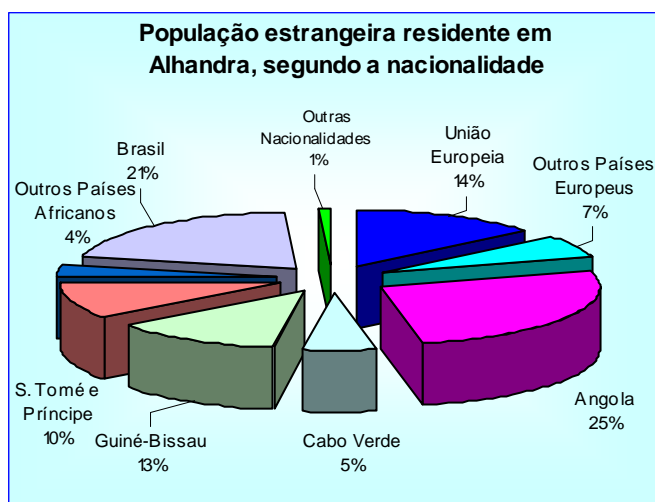 População estrangeira residente em
Alhandra, segundo a nacionalidade
Outras
Nacionalidades
1%
União
Europeia
14%
Outros Países
Europeus
7%
Angola
25%
Cabo Verde
5%
Guiné-Bissau
13%
S. Tomé e
Príncipe
10%
Outros Países
Africanos
4%
Brasil
21%